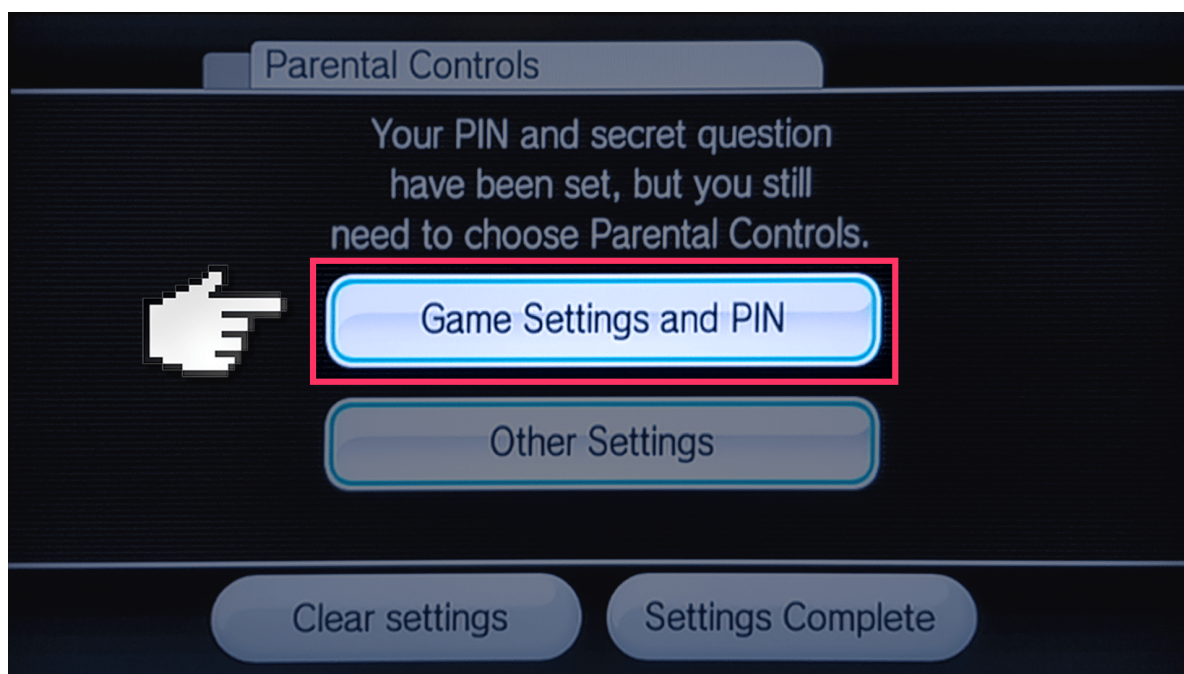 Parental Controls
Your PIN and secret question
have been set, but you still
need to choose Parental Controls.
Game Settings and PIN
Other Settings
Clear settings
Settings Complete